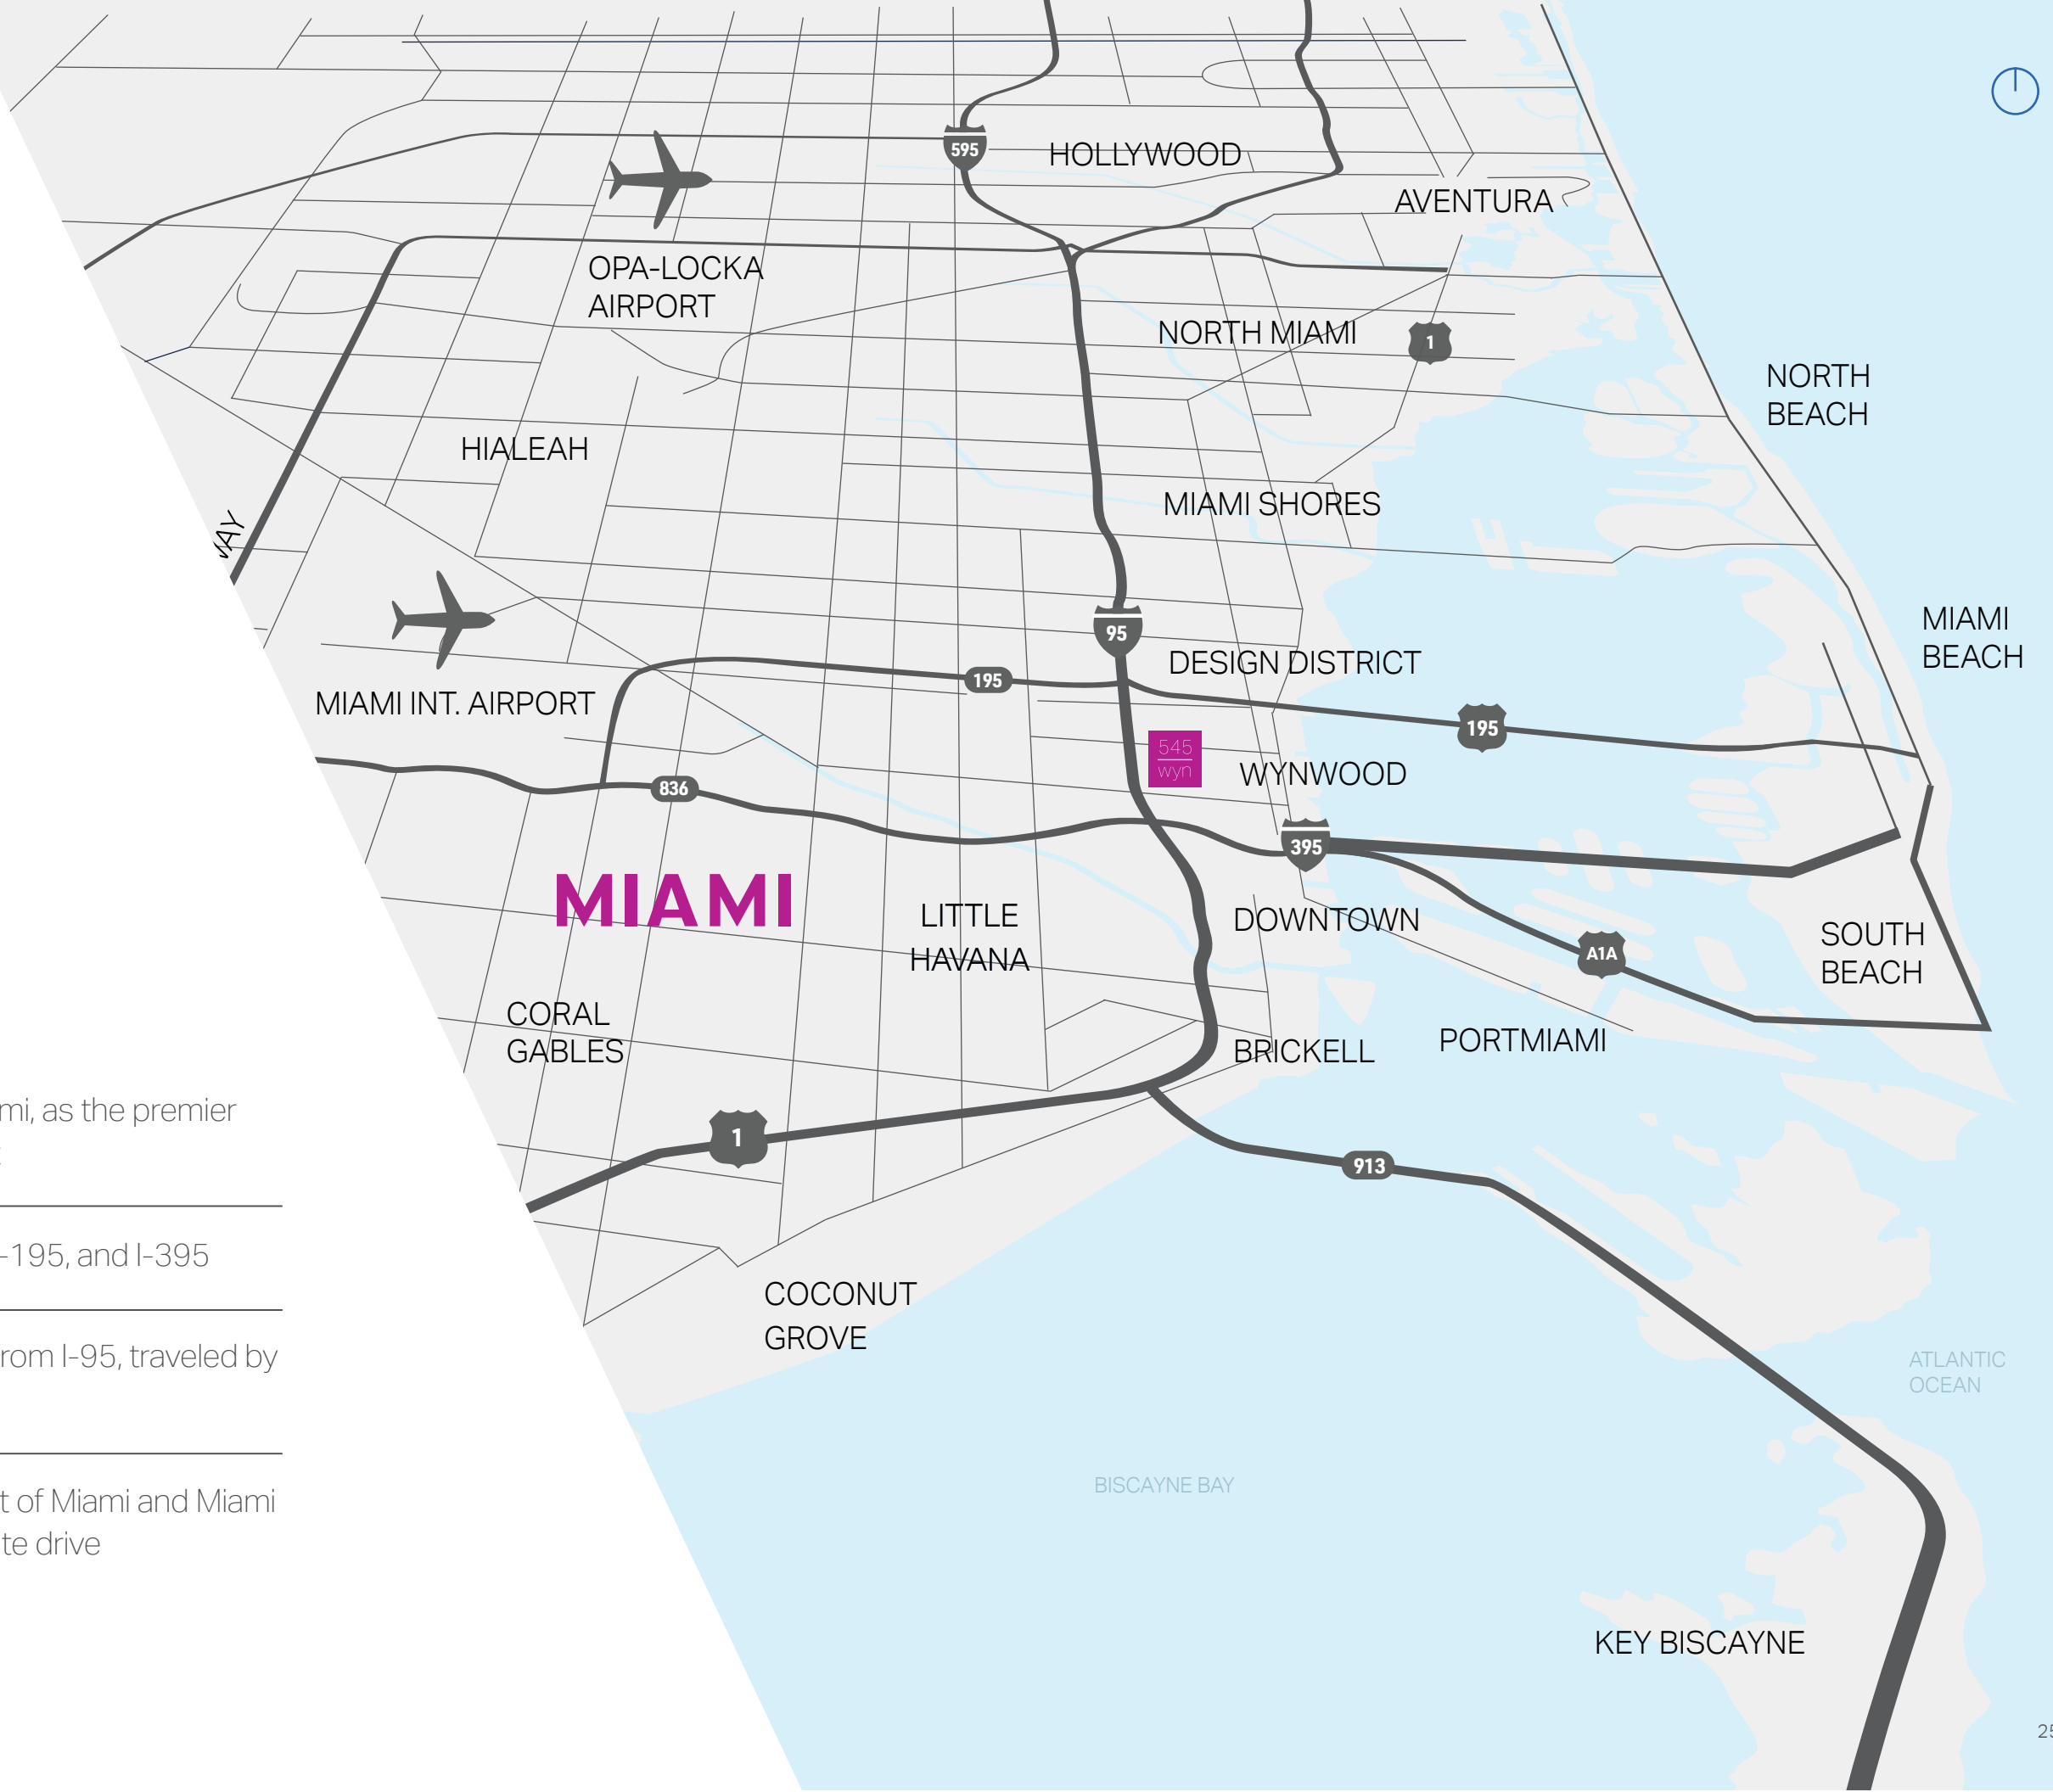 595
HOLLYWOOD
AVENTURA
OPA-LOCKA
AIRPORT
NORTH MIAMI
1
NORTH
BEACH
HIALEAH
MIAMI SHORES
WAY
MIAMI
BEACH
95
DESIGN DISTRICT
195
MIAMI INT. AIRPORT
195
545
wyn
WYNWOOD
836
395
MIAMI
LITTLE
HAVANA
DOWNTOWN
SOUTH
BEACH
A1A
CORAL
GABLES
BRICKELL
PORTMIAMI
mi, as the premier
1
913
-195, and I-395
COCONUT
GROVE
rom I-95, traveled by
ATLANTIC
OCEAN
BISCAYNE BAY
t of Miami and Miami
te drive
KEY BISCAYNE
25